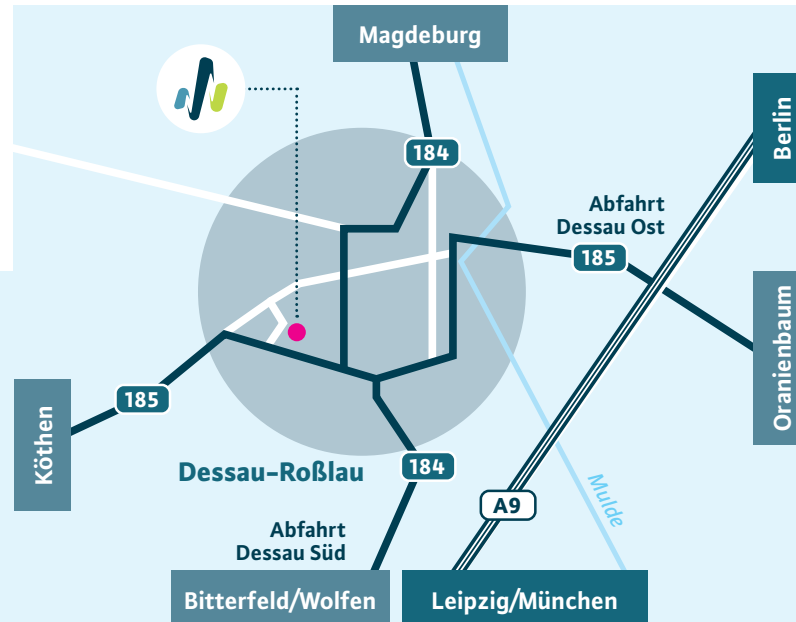 Magdeburg
184
Berlin
Abfahrt
Dessau Ost
185
Oranienbaum
185
Köthen
Dessau-Roßlau
184
A9
Mulde
Abfahrt
Dessau Süd
Bitterfeld/Wolfen
Leipzig/München